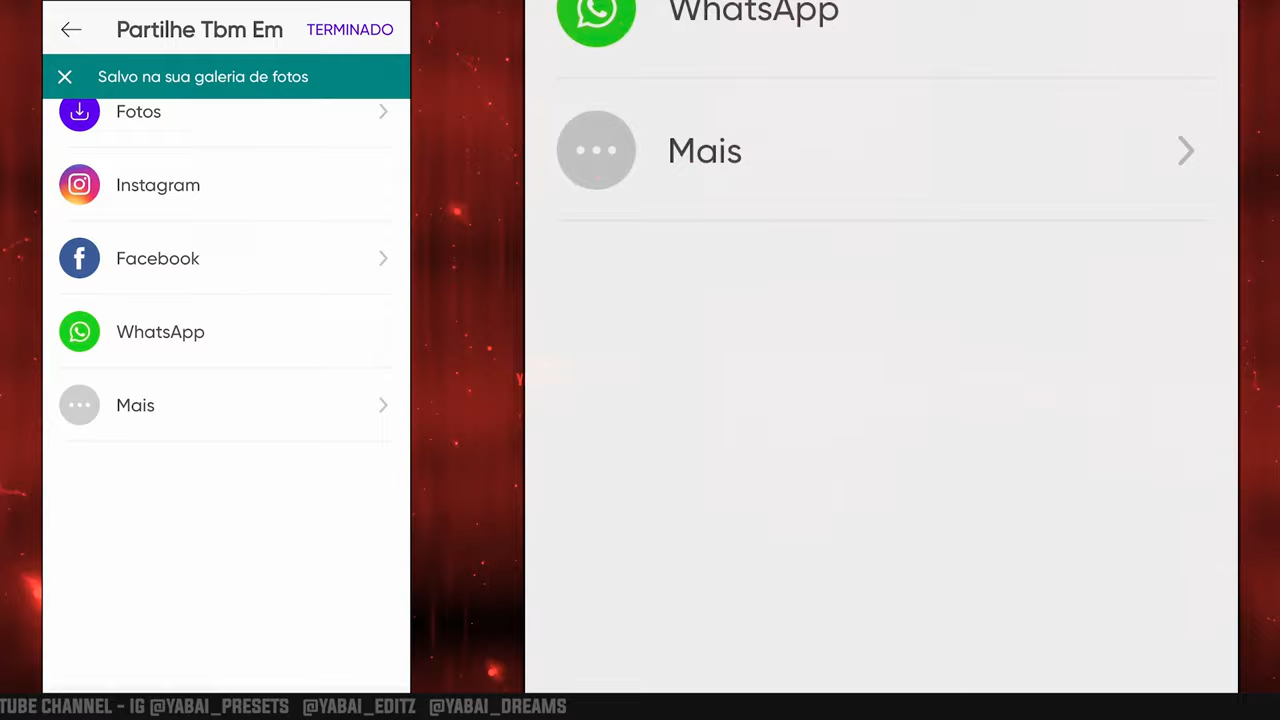 Partilhe Tbm Em
TERMINADO
Salvo na sua galeria de fotos
Fotos
Instagram
Facebook
WhatsApp
Mais
WhatsApp
Mais
TUBE CHANNEL - IG @YABAI_PRESETS @YABAI_EDITZ @YABAI_DREAMS